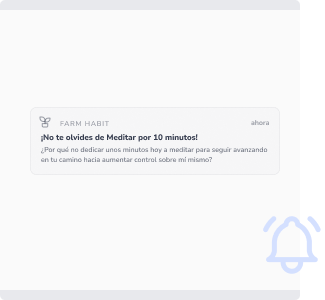 FARM HABIT ahora
¡No te olvides de Meditar por 10 minutos!
¿Por qué no dedicar unos minutos hoy a meditar para seguir avanzando
en tu camino hacia aumentar control sobre mí mismo?